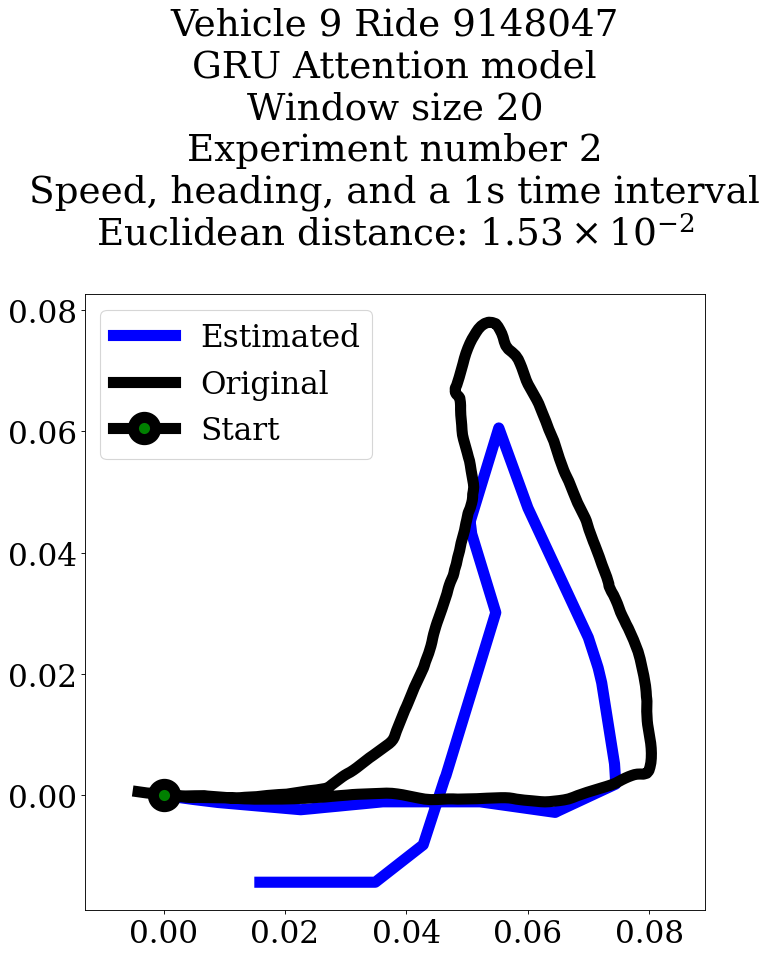 Vehicle 9 Ride 9148047
GRU Attention model
Window size 20
Experiment number 2
Speed, heading, and a 1s time interval
Euclidean distance: 1.53 × 10⁻²
Estimated
Original
Start
0.08
0.06
0.04
0.02
0.00
0.00 0.02 0.04 0.06 0.08